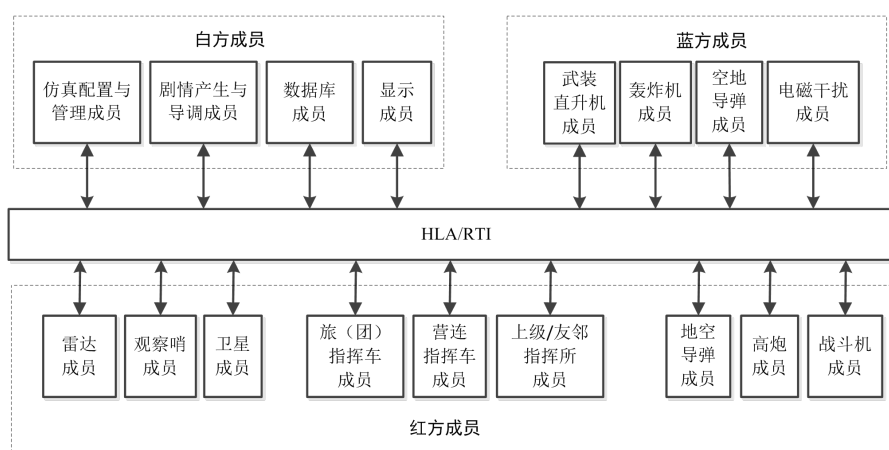 白方成员
仿真配置与
管理成员
剧情产生与
导调成员
数据库
成员
显示
成员
蓝方成员
武装
直升机
成员
轰炸机
成员
空地
导弹
成员
电磁干扰
成员
HLA/RTI
雷达
成员
观察哨
成员
卫星
成员
旅（团）
指挥车
成员
营连
指挥车
成员
上级/友邻
指挥所
成员
地空
导弹
成员
高炮
成员
战斗机
成员
红方成员